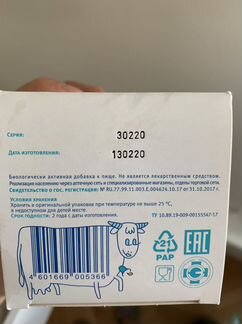 Серия: 30220
Дата изготовления: 130220
Биологически активная добавка к пище. Не является лекарственным средством.
Реализация населению через аптечную сеть и специализированные магазины, отделы торговой сети.
Свидетельство о гос. регистрации: № RU.77.99.11.003.E.004624.10.17 от 31.10.2017 г.
Условия хранения
Хранить в оригинальной упаковке при температуре не выше 25 °С,
в недоступном для детей месте.
Срок годности: 2 года с даты изготовления.
ТУ 10.89.19-009-00155547-17
4 601669 005366
21
PAP
EAC